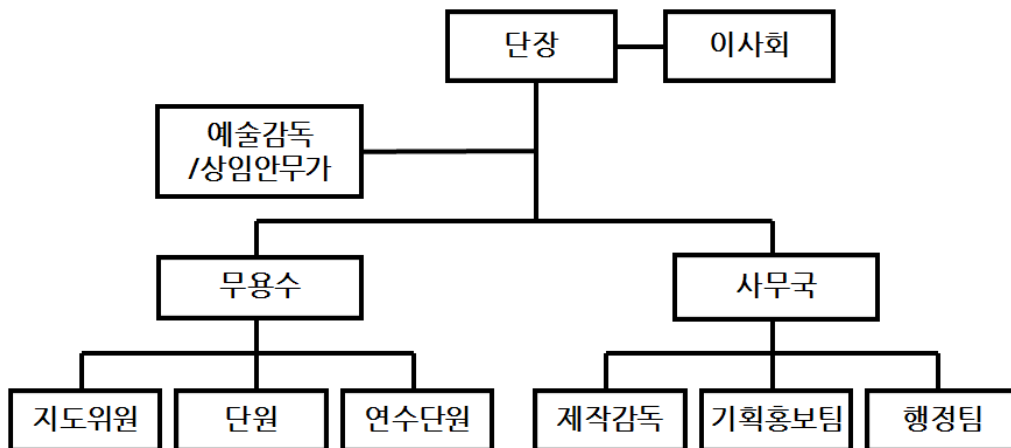 단장
이사회
예술감독
/상임안무가
무용수
사무국
지도위원
단원
연수단원
제작감독
기획홍보팀
행정팀